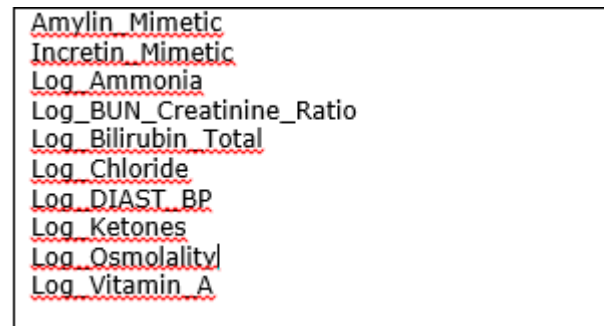 Amylin_Mimetic
Incretin_Mimetic
Log_Ammonia
Log_BUN_Creatinine_Ratio
Log_Bilirubin_Total
Log_Chloride
Log_DIAST_BP
Log_Ketones
Log_Osmolality
Log_Vitamin_A